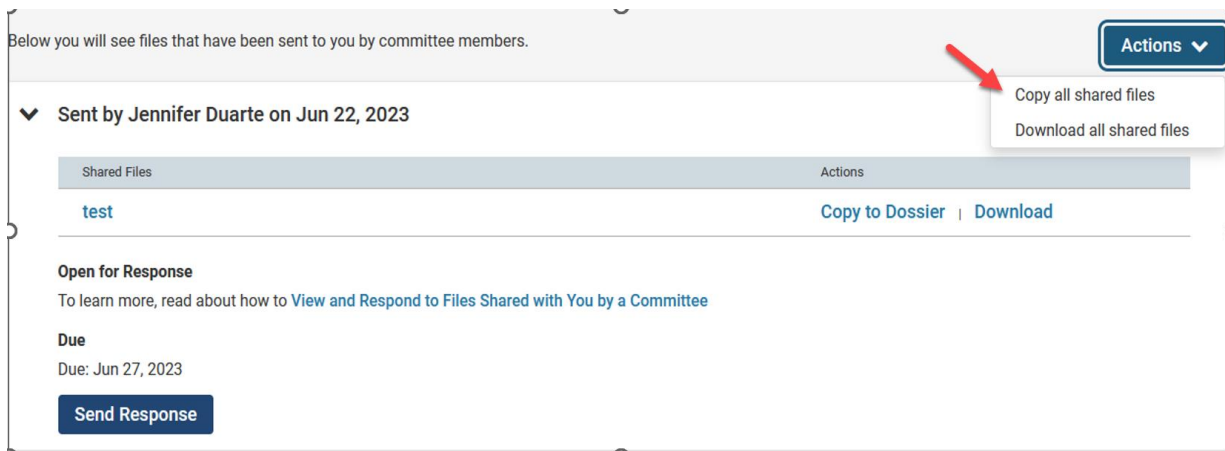 Below you will see files that have been sent to you by committee members.
Actions
Copy all shared files
Download all shared files
Sent by Jennifer Duarte on Jun 22, 2023
Shared Files Actions
test Copy to Dossier | Download
Open for Response
To learn more, read about how to View and Respond to Files Shared with You by a Committee
Due
Due: Jun 27, 2023
Send Response